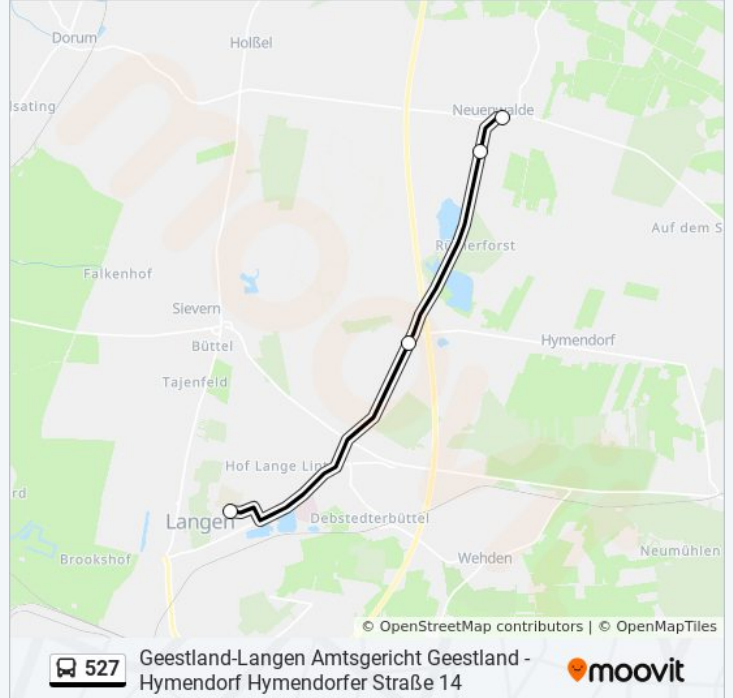 Dorum
Holßel
lsating
Neuenwalde
Auf dem S
Falkenhof
Sievern
Büttel
Hymendorf
Tajenfeld
Hof Lange Lin
rd
Langen
Debstedterbüttel
Brookshof
Wehden
Neumühlen
© OpenStreetMap contributors | © OpenMapTiles
527
Geestland-Langen Amtsgericht Geestland -
Hymendorf Hymendorfer Straße 14
moovit